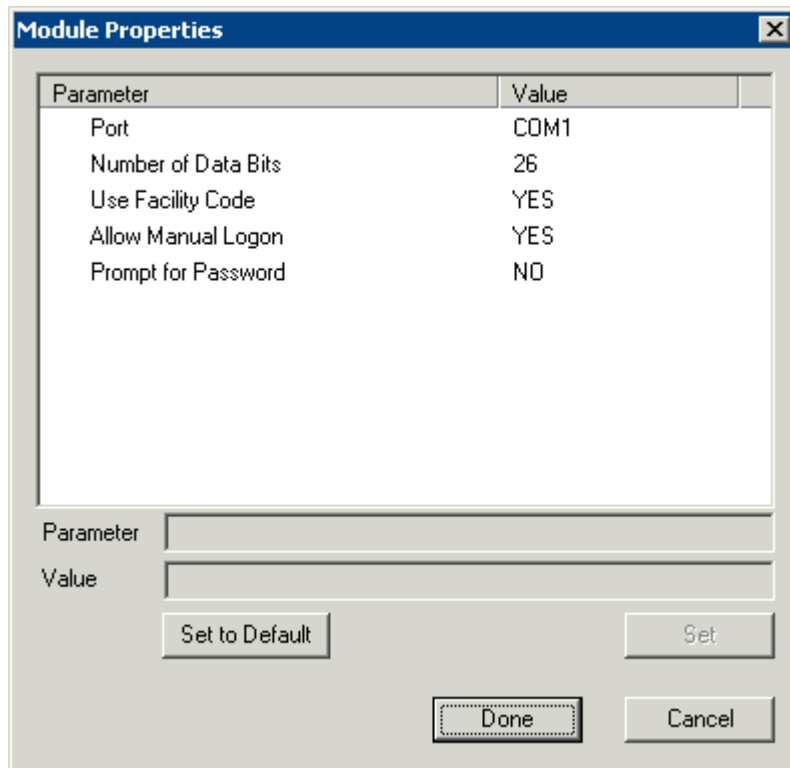 Module Properties
Parameter Value
Port COM1
Number of Data Bits 26
Use Facility Code YES
Allow Manual Logon YES
Prompt for Password NO
Parameter
Value
Set to Default Set
Done Cancel